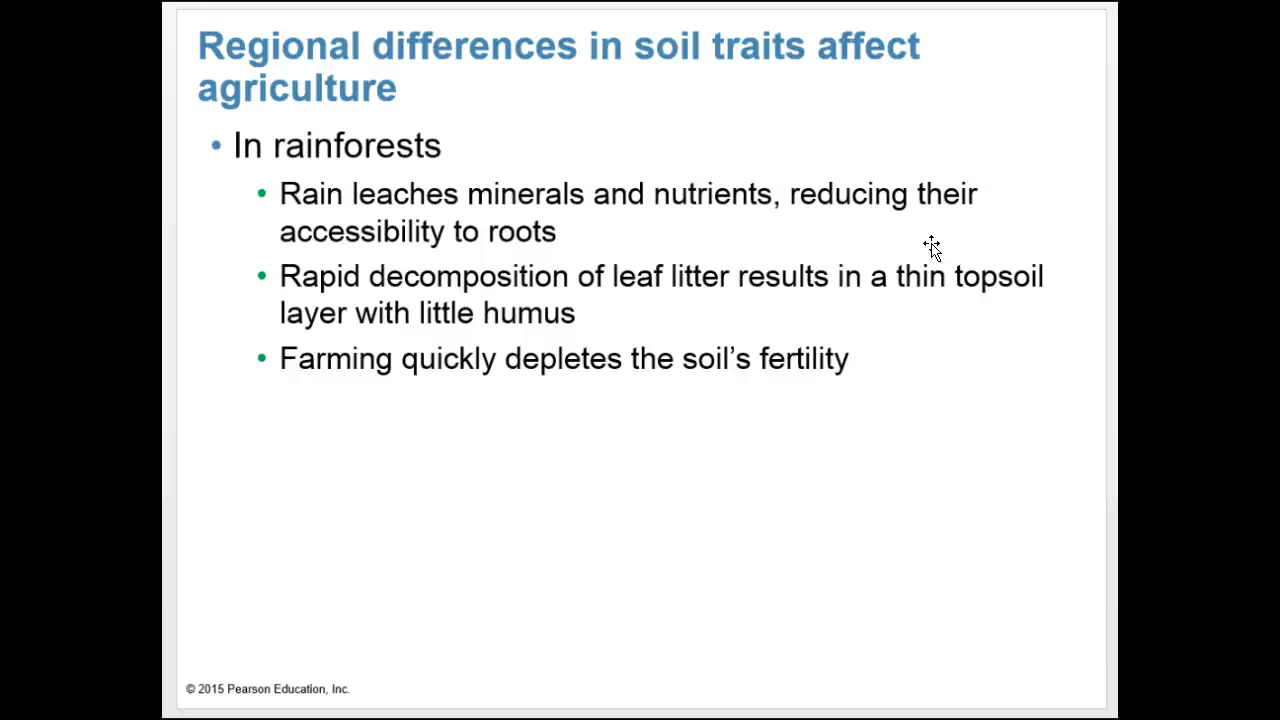 Regional differences in soil traits affect
agriculture
• In rainforests
• Rain leaches minerals and nutrients, reducing their
accessibility to roots
• Rapid decomposition of leaf litter results in a thin topsoil
layer with little humus
• Farming quickly depletes the soil’s fertility
© 2015 Pearson Education, Inc.